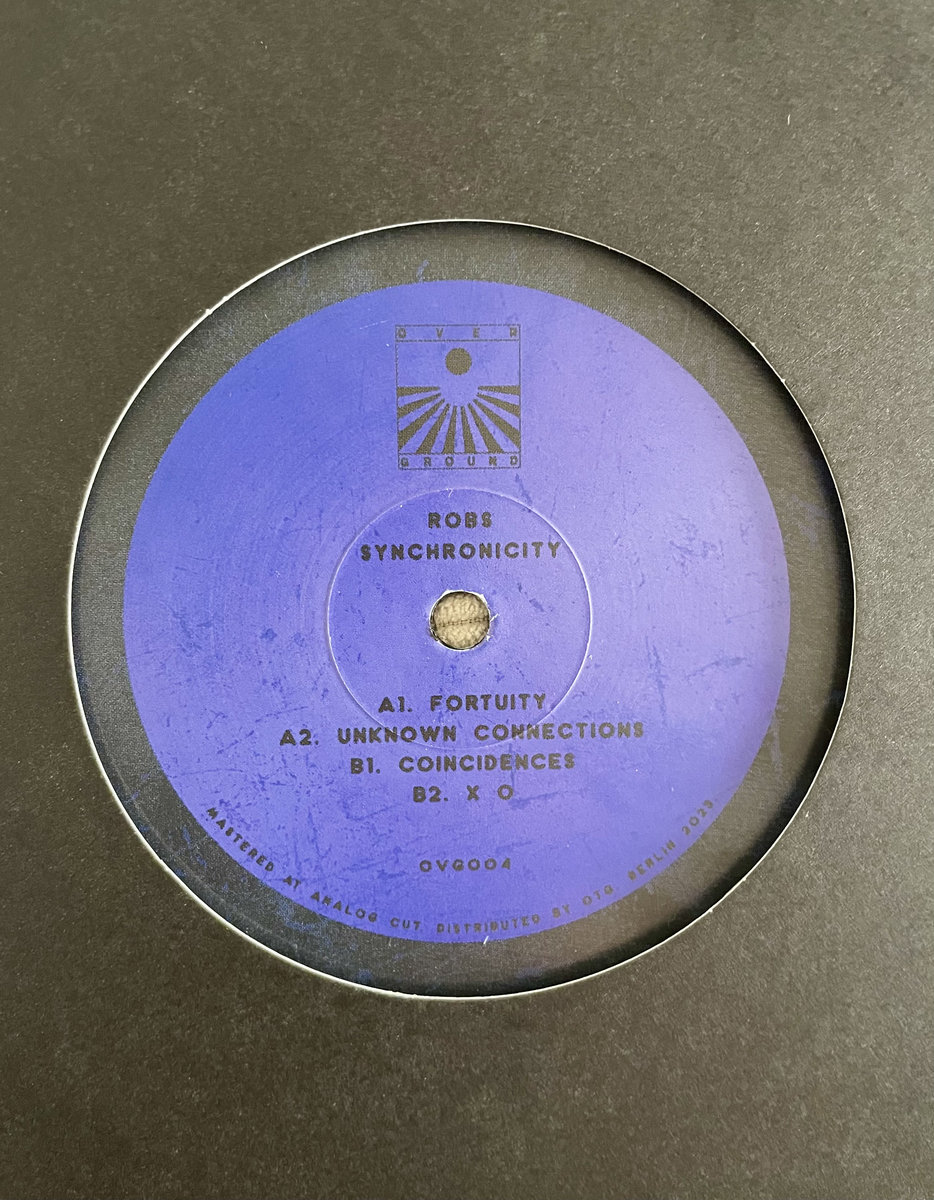 OVER
GROUND
ROBS
SYNCHRONICITY
A1. FORTUITY
A2. UNKNOWN CONNECTIONS
B1. COINCIDENCES
B2. X O
OVG004
MASTERED AT ANALOG CUT. DISTRIBUTED BY OTG. BERLIN 2023.